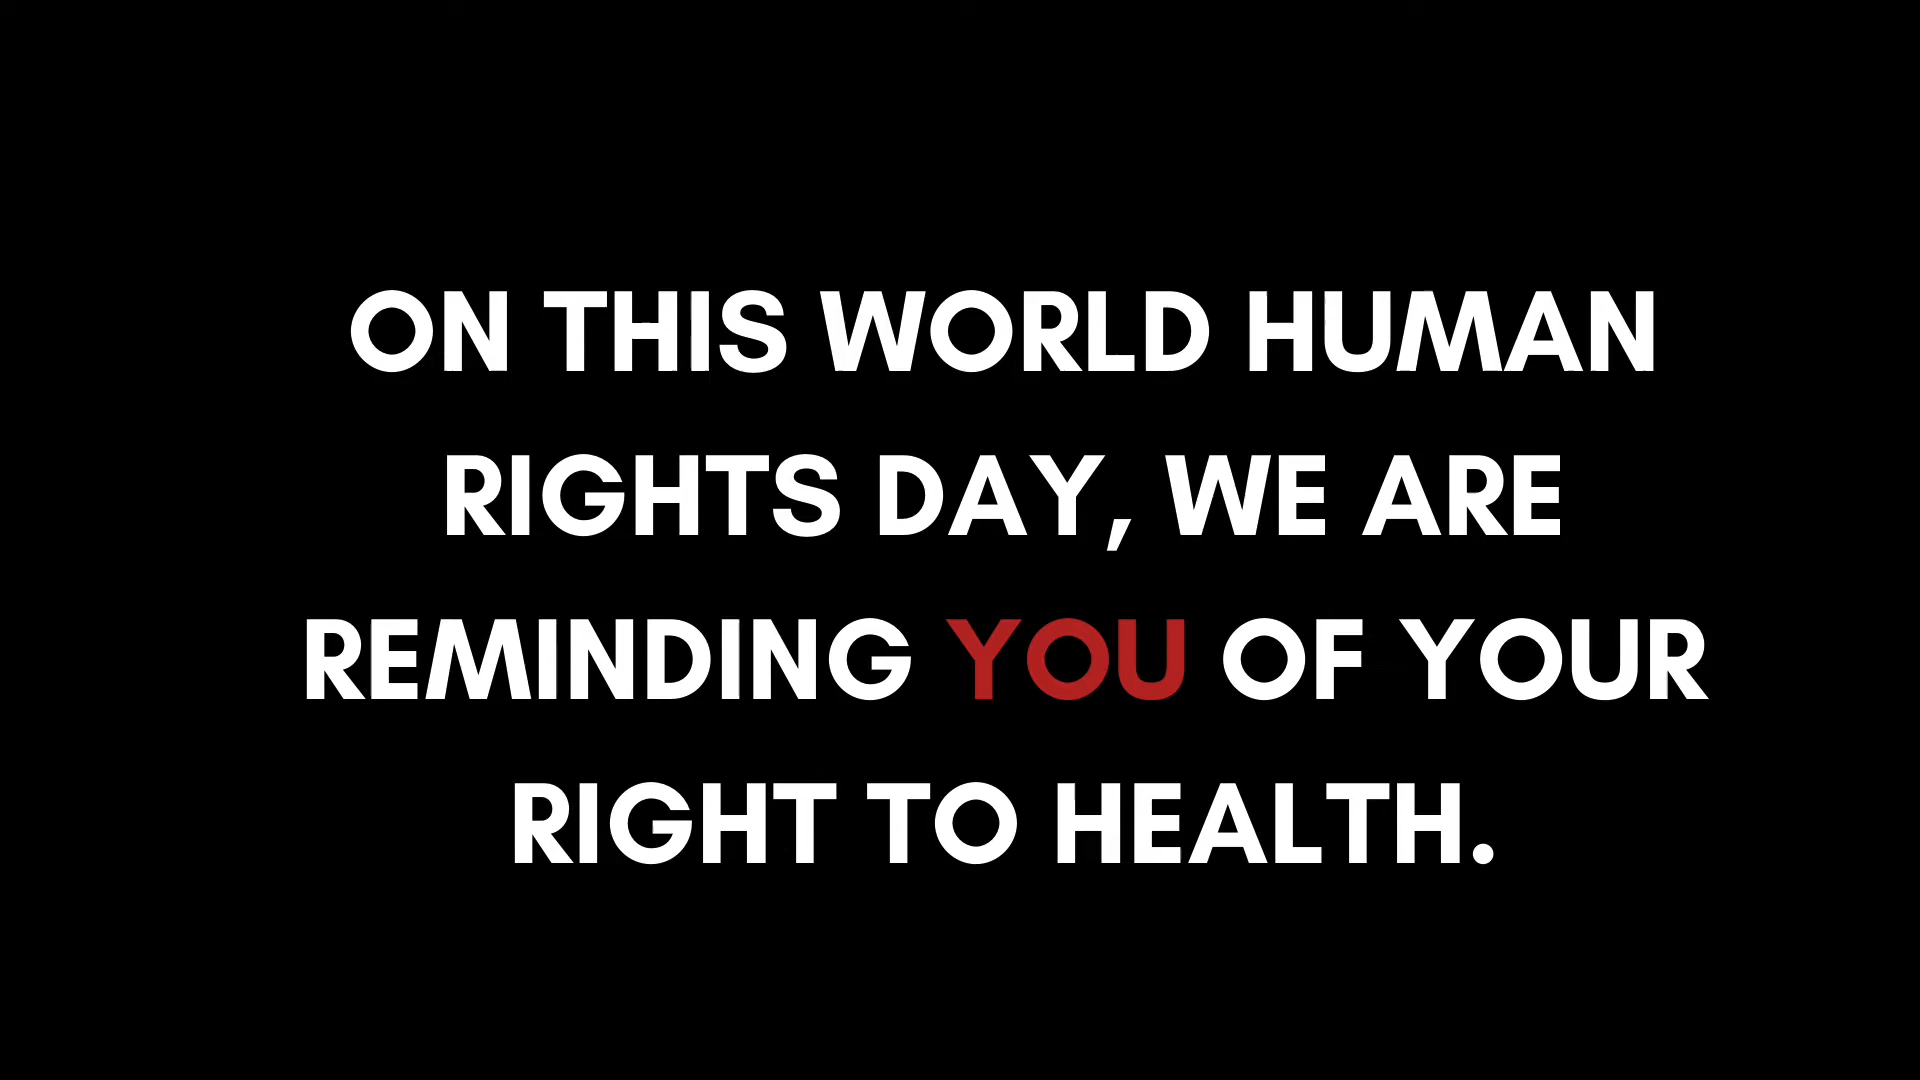 ON THIS WORLD HUMAN
RIGHTS DAY, WE ARE
REMINDING YOU OF YOUR
RIGHT TO HEALTH.